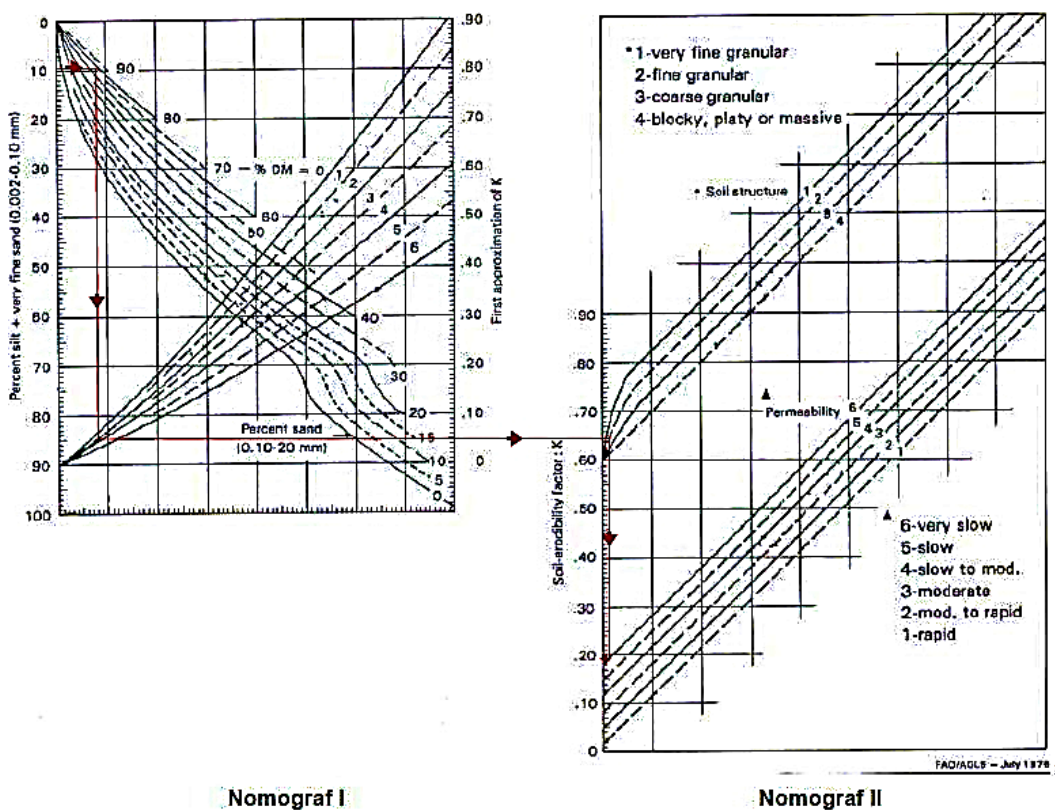 0
10
20
30
40
50
60
70
80
90
100
Percent silt + very fine sand (0.002-0.10 mm)
90
80
70 – % OM = 0
60
50
1
2
3
4
5
6
40
30
20
15
10
5
0
Percent sand
(0.10-20 mm)
.90
.80
.70
.60
.50
.40
.30
.20
.10
0
First approximation of K
*1-very fine granular
2-fine granular
3-coarse granular
4-blocky, platy or massive
* Soil structure
1
2
3
4
.90
.80
.70
.60
.50
.40
.30
.20
.10
0
Soil-erodibility factor: K
Permeability
6
5
4
3
2
1
6-very slow
5-slow
4-slow to mod.
3-moderate
2-mod. to rapid
1-rapid
FAO/AGLS – July 1976
Nomograf I
Nomograf II